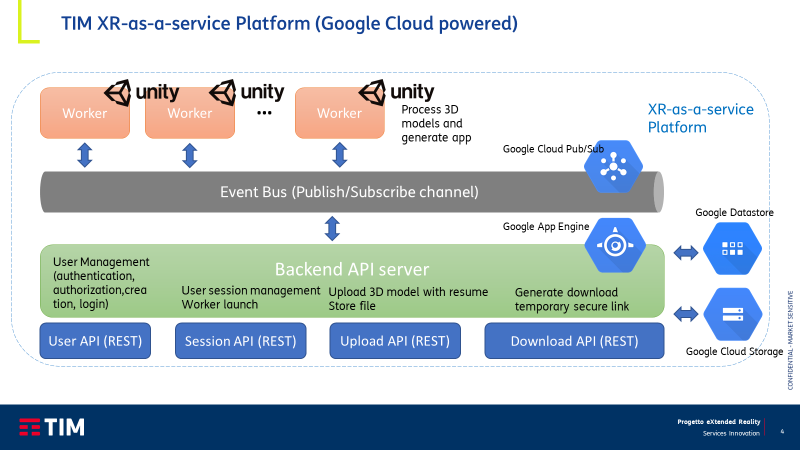 TIM XR-as-a-service Platform (Google Cloud powered)
unity
unity
unity
Worker
Worker
...
Worker
Process 3D
models and
generate app
XR-as-a-service
Platform
Google Cloud Pub/Sub
Event Bus (Publish/Subscribe channel)
Google App Engine
Google Datastore
User Management
(authentication,
authorization,crea
tion, login)
Backend API server
User session management
Worker launch
Upload 3D model with resume
Store file
Generate download
temporary secure link
User API (REST)
Session API (REST)
Upload API (REST)
Download API (REST)
Google Cloud Storage
CONFIDENTIAL - MARKET SENSITIVE
TIM
Progetto eXtended Reality
Services Innovation
4